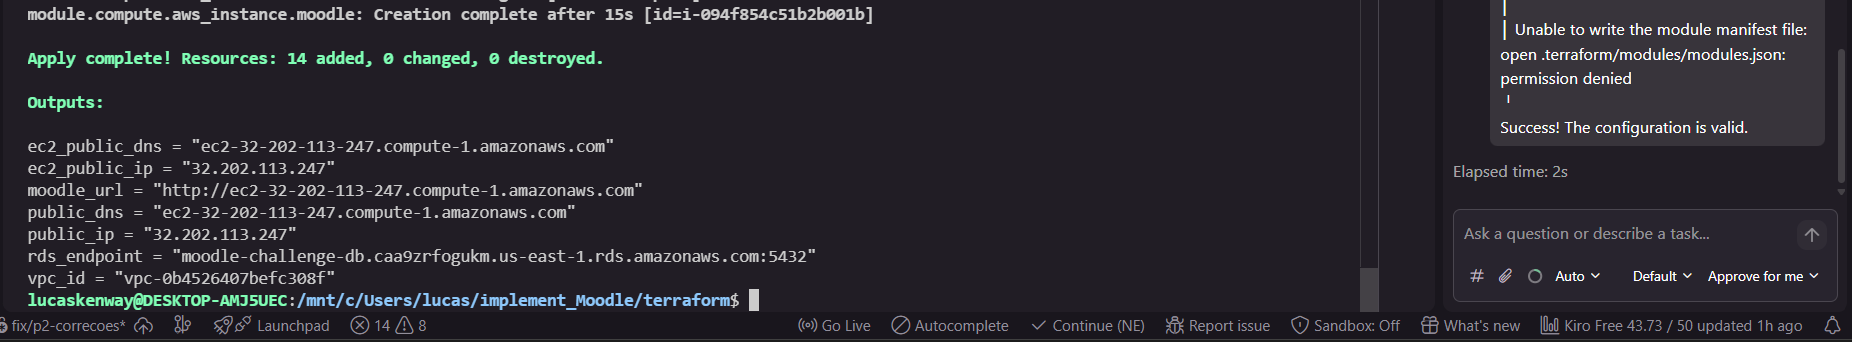 module.compute.aws_instance.moodle: Creation complete after 15s [id=i-094f854c51b2b001b]
Apply complete! Resources: 14 added, 0 changed, 0 destroyed.
Outputs:
ec2_public_dns = "ec2-32-202-113-247.compute-1.amazonaws.com"
ec2_public_ip = "32.202.113.247"
moodle_url = "http://ec2-32-202-113-247.compute-1.amazonaws.com"
public_dns = "ec2-32-202-113-247.compute-1.amazonaws.com"
public_ip = "32.202.113.247"
rds_endpoint = "moodle-challenge-db.caa9zrfogukm.us-east-1.rds.amazonaws.com:5432"
vpc_id = "vpc-0b4526407befc308f"
lucaskenway@DESKTOP-AMJ5UEC:/mnt/c/Users/lucas/implement_Moodle/terraform$
Unable to write the module manifest file:
open .terraform/modules/modules.json:
permission denied
Success! The configuration is valid.
Elapsed time: 2s
Ask a question or describe a task...
# Auto Default Approve for me
fix/p2-correcoes* Launchpad 14 8 Go Live Autocomplete Continue (NE) Report issue Sandbox: Off What's new Kiro Free 43.73 / 50 updated 1h ago